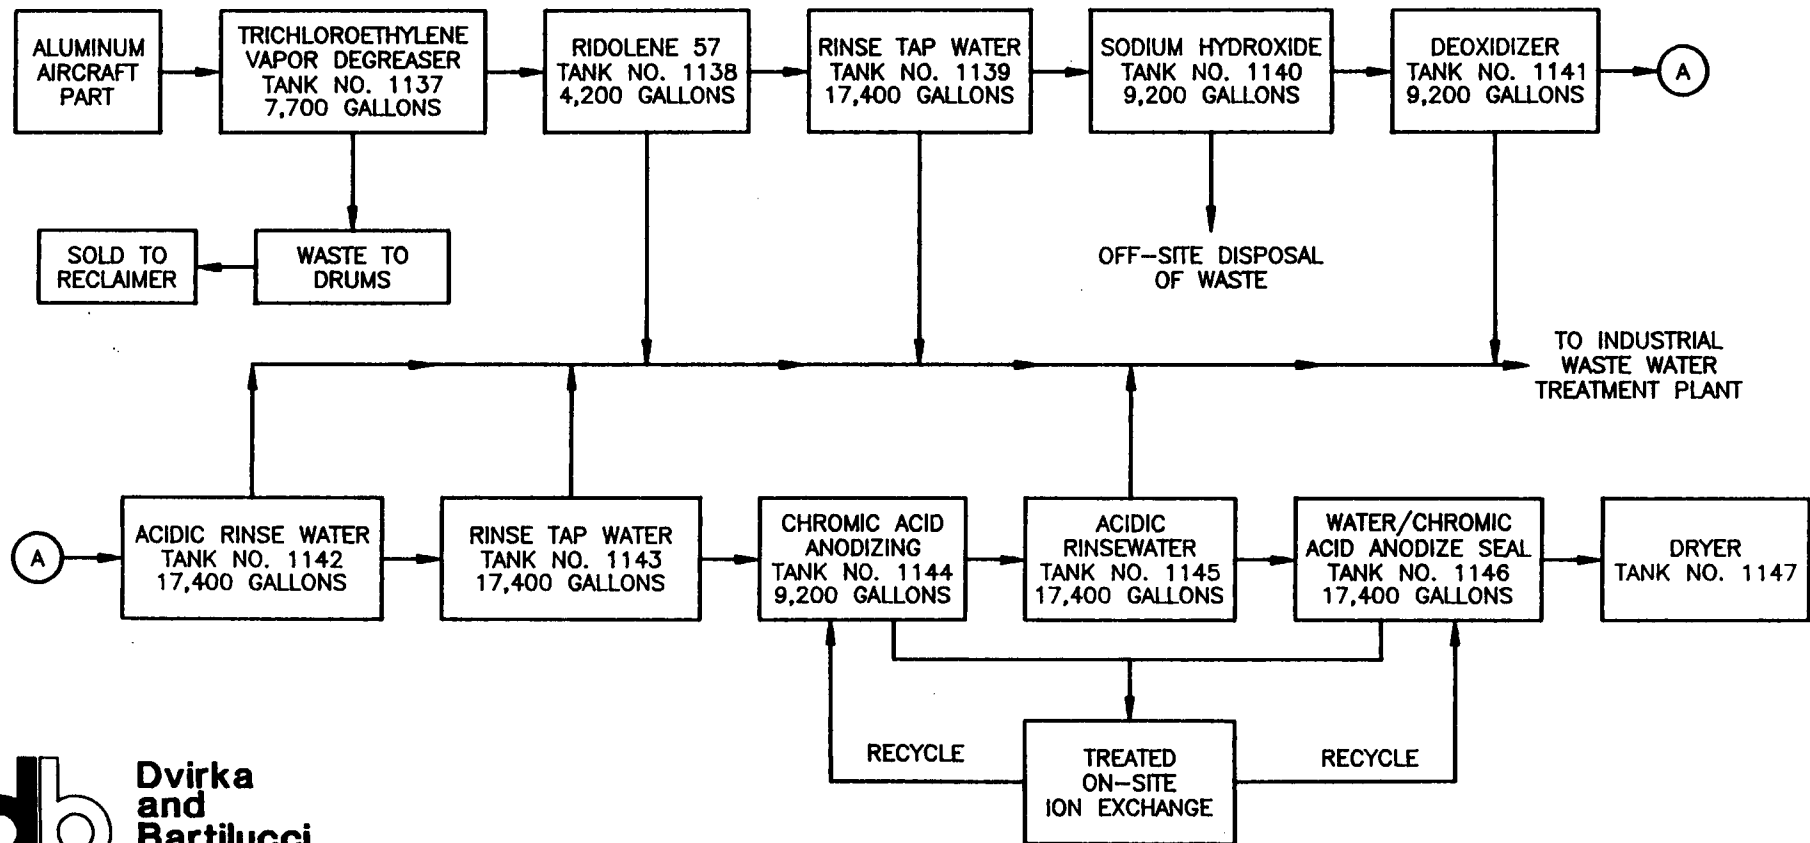 ALUMINUM
AIRCRAFT
PART
TRICHLOROETHYLENE
VAPOR DEGREASER
TANK NO. 1137
7,700 GALLONS
RIDOLENE 57
TANK NO. 1138
4,200 GALLONS
RINSE TAP WATER
TANK NO. 1139
17,400 GALLONS
SODIUM HYDROXIDE
TANK NO. 1140
9,200 GALLONS
DEOXIDIZER
TANK NO. 1141
9,200 GALLONS
A
SOLD TO
RECLAIMER
WASTE TO
DRUMS
OFF-SITE DISPOSAL
OF WASTE
TO INDUSTRIAL
WASTE WATER
TREATMENT PLANT
A
ACIDIC RINSE WATER
TANK NO. 1142
17,400 GALLONS
RINSE TAP WATER
TANK NO. 1143
17,400 GALLONS
CHROMIC ACID
ANODIZING
TANK NO. 1144
9,200 GALLONS
ACIDIC
RINSEWATER
TANK NO. 1145
17,400 GALLONS
WATER/CHROMIC
ACID ANODIZE SEAL
TANK NO. 1146
17,400 GALLONS
DRYER
TANK NO. 1147
RECYCLE
TREATED
ON-SITE
ION EXCHANGE
RECYCLE
db
Dvirka
and
Bartilucci